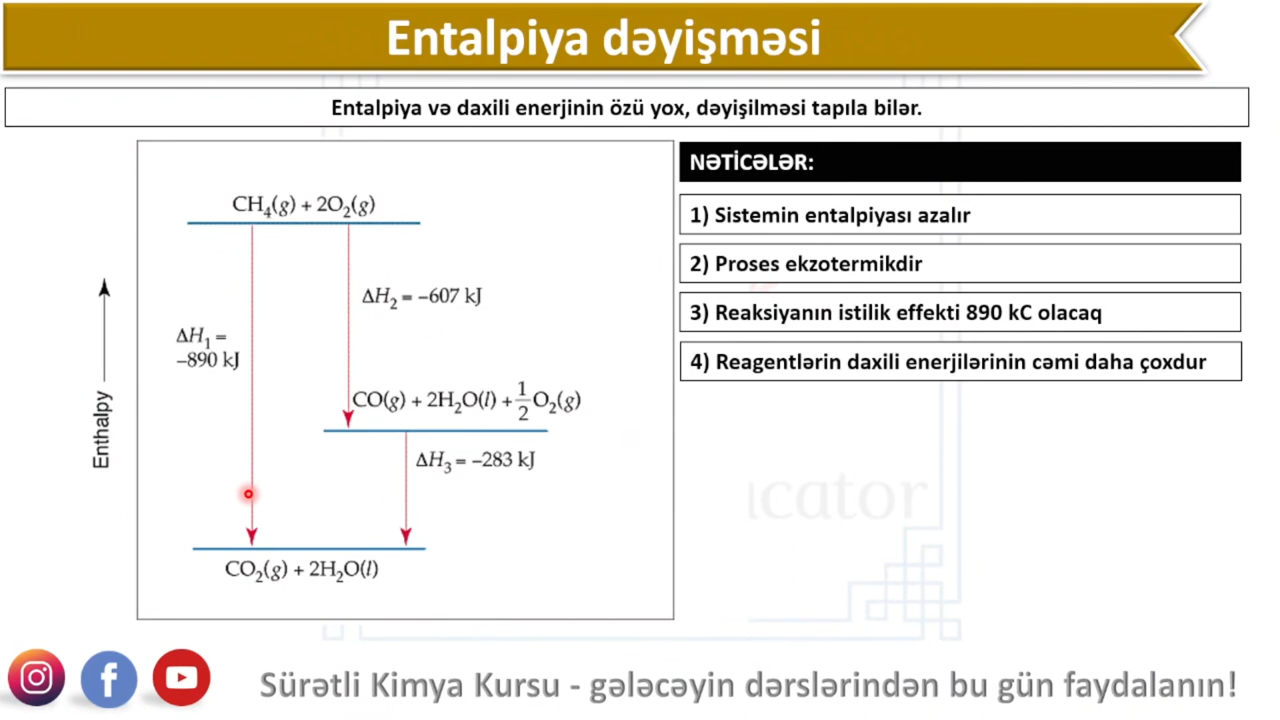 Entalpiya dəyişməsi
Entalpiya və daxili enerjinin özü yox, dəyişilməsi tapıla bilər.
CH₄(g) + 2O₂(g)
ΔH₂ = −607 kJ
ΔH₁ =
−890 kJ
CO(g) + 2H₂O(l) + 1/2 O₂(g)
ΔH₃ = −283 kJ
CO₂(g) + 2H₂O(l)
Enthalpy
NƏTİCƏLƏR:
1) Sistemin entalpiyası azalır
2) Proses ekzotermikdir
3) Reaksiyanın istilik effekti 890 kC olacaq
4) Reagentlərin daxili enerjilərinin cəmi daha çoxdur
icator
Sürətli Kimya Kursu - gələcəyin dərslərindən bu gün faydalanın!